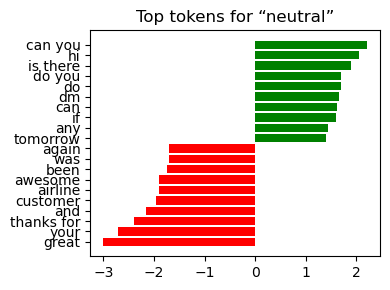 Top tokens for “neutral”
can you
hi
is there
do you
do
dm
can
if
any
tomorrow
again
was
been
awesome
airline
customer
and
thanks for
your
great
−3 −2 −1 0 1 2